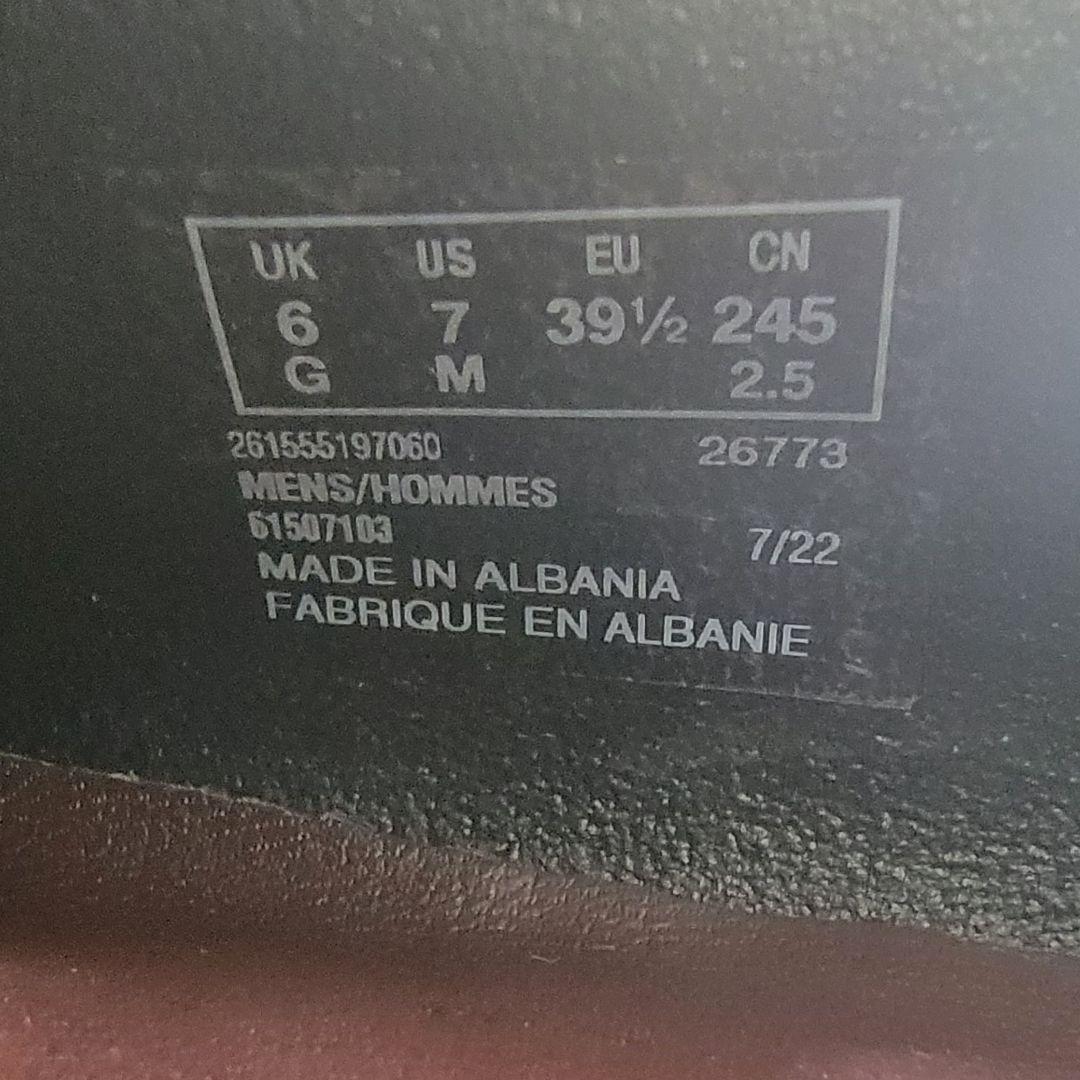 UK US EU CN
6 7 39½ 245
G M 2.5
261555197060 26773
MENS/HOMMES
61507103 7/22
MADE IN ALBANIA
FABRIQUE EN ALBANIE